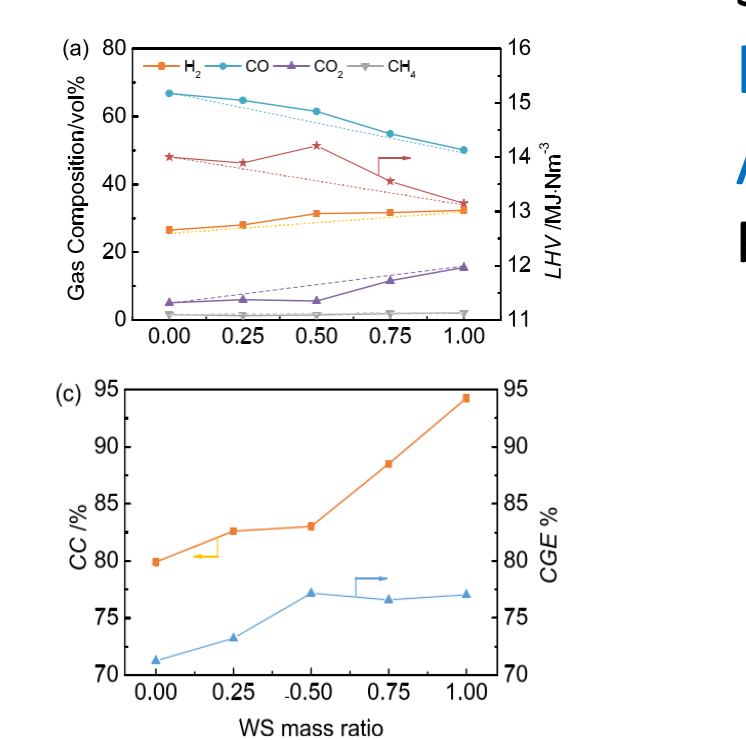 (a)
Gas Composition/vol%
80
60
40
20
0
H₂ CO CO₂ CH₄
16
15
14
13
12
11
LHV /MJ·Nm⁻³
0.00 0.25 0.50 0.75 1.00
(c)
CC /%
95
90
85
80
75
70
95
90
85
80
75
70
CGE %
0.00 0.25 -0.50 0.75 1.00
WS mass ratio